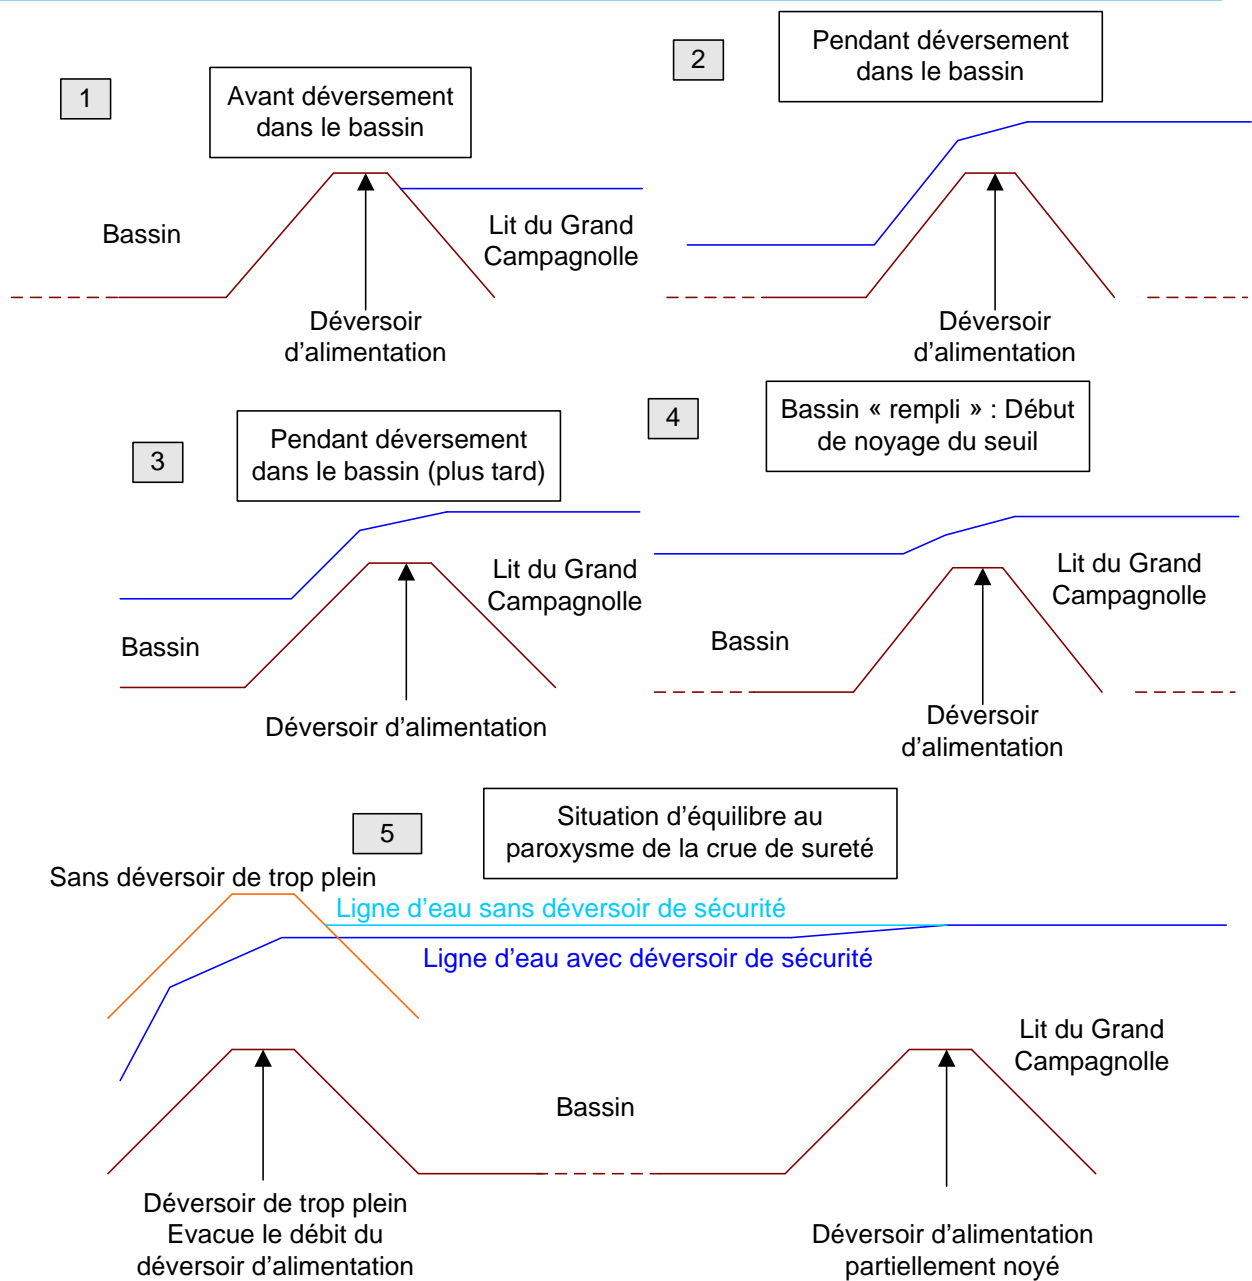 1
Avant déversement
dans le bassin
Bassin
Lit du Grand
Campagnolle
Déversoir
d’alimentation
2
Pendant déversement
dans le bassin
Déversoir
d’alimentation
3
Pendant déversement
dans le bassin (plus tard)
Lit du Grand
Campagnolle
Bassin
Déversoir d’alimentation
4
Bassin « rempli » : Début
de noyage du seuil
Lit du Grand
Campagnolle
Bassin
Déversoir
d’alimentation
5
Situation d’équilibre au
paroxysme de la crue de sureté
Sans déversoir de trop plein
Ligne d’eau sans déversoir de sécurité
Ligne d’eau avec déversoir de sécurité
Lit du Grand
Campagnolle
Bassin
Déversoir de trop plein
Evacue le débit du
déversoir d’alimentation
Déversoir d’alimentation
partiellement noyé